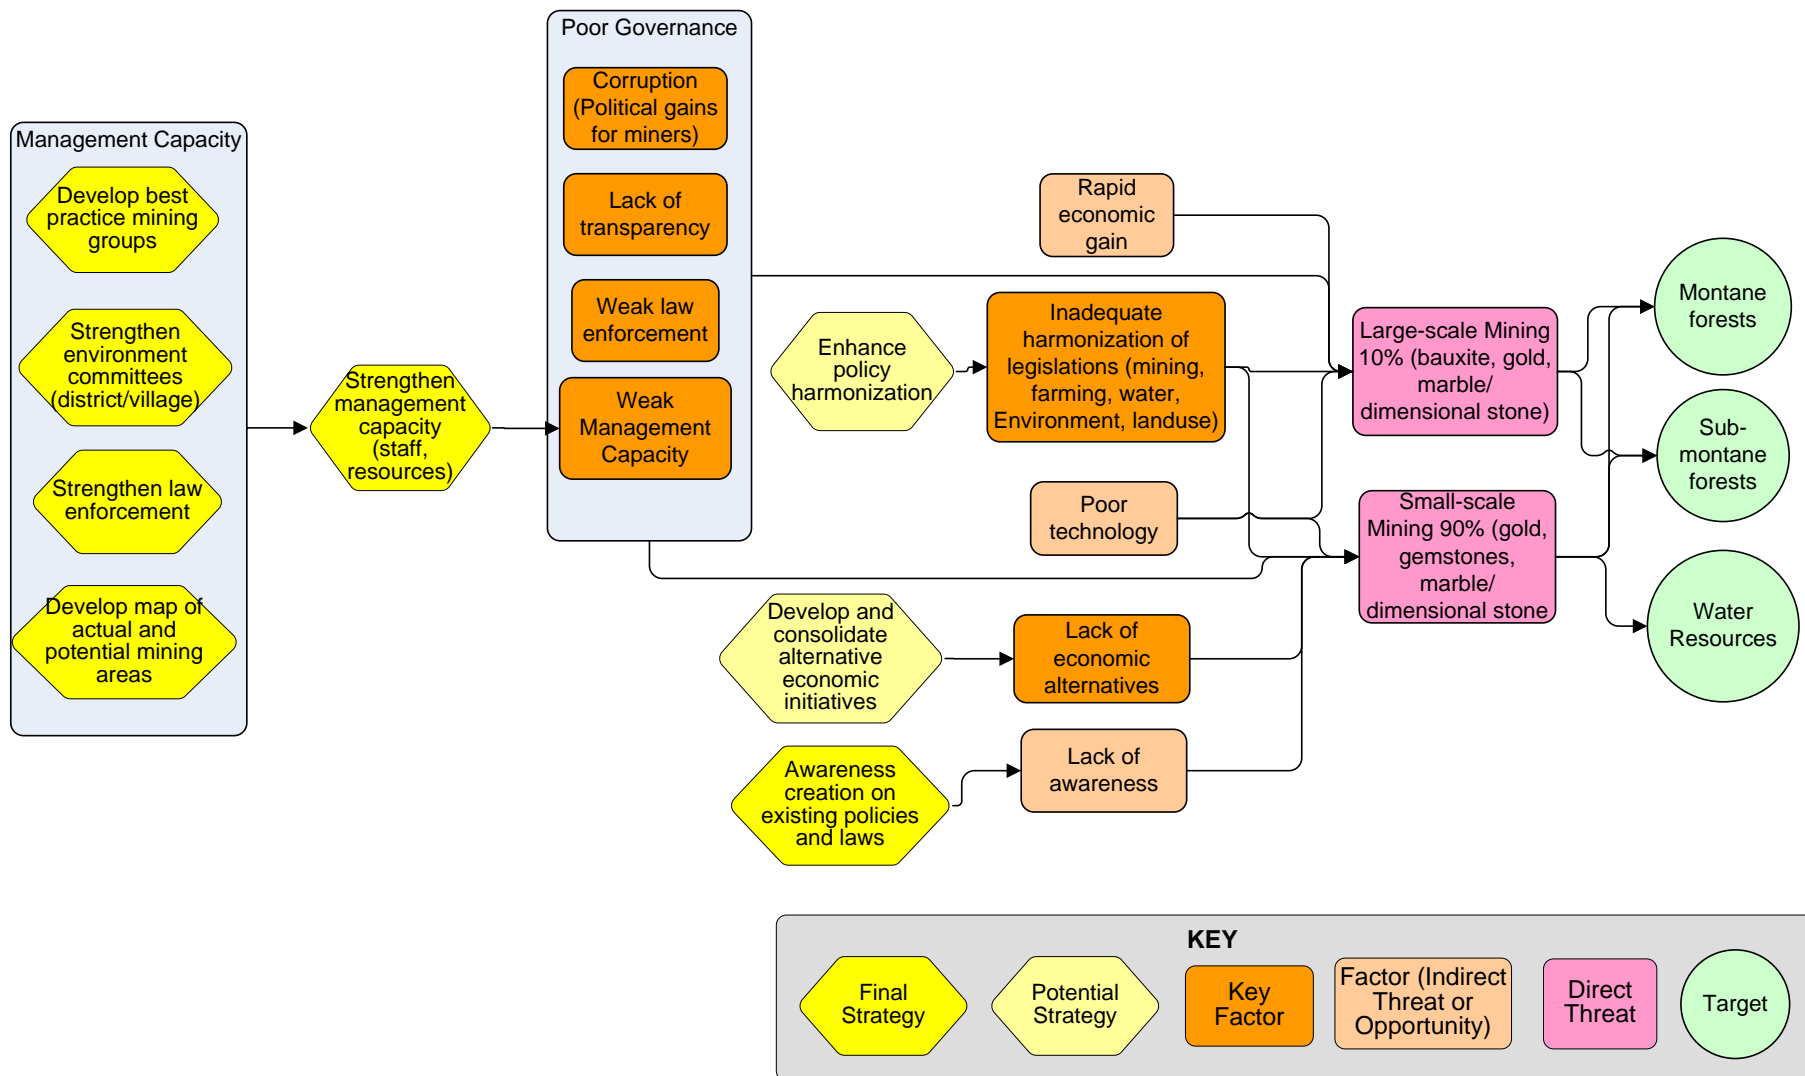 Poor Governance
Corruption
(Political gains
for miners)
Lack of
transparency
Weak law
enforcement
Weak
Management
Capacity
Management Capacity
Develop best
practice mining
groups
Strengthen
environment
committees
(district/village)
Strengthen law
enforcement
Develop map of
actual and
potential mining
areas
Strengthen
management
capacity
(staff,
resources)
Rapid
economic
gain
Enhance
policy
harmonization
Inadequate
harmonization of
legislations (mining,
farming, water,
Environment, landuse)
Poor
technology
Develop and
consolidate
alternative
economic
initiatives
Lack of
economic
alternatives
Awareness
creation on
existing policies
and laws
Lack of
awareness
Large-scale Mining
10% (bauxite, gold,
marble/
dimensional stone)
Small-scale
Mining 90% (gold,
gemstones,
marble/
dimensional stone
Montane
forests
Sub-
montane
forests
Water
Resources
KEY
Final
Strategy
Potential
Strategy
Key
Factor
Factor (Indirect
Threat or
Opportunity)
Direct
Threat
Target